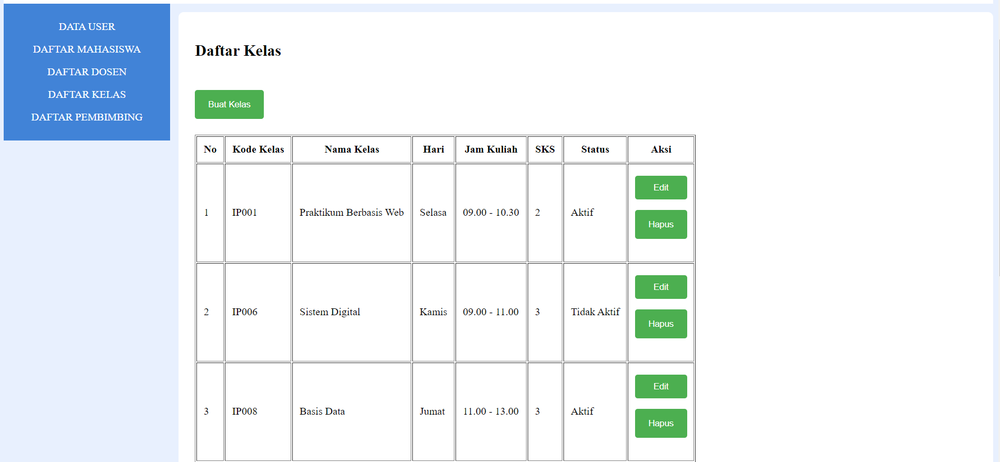 DATA USER
DAFTAR MAHASISWA
DAFTAR DOSEN
DAFTAR KELAS
DAFTAR PEMBIMBING
Daftar Kelas
Buat Kelas
No Kode Kelas Nama Kelas Hari Jam Kuliah SKS Status Aksi
1 IP001 Praktikum Berbasis Web Selasa 09.00 - 10.30 2 Aktif Edit
Hapus
2 IP006 Sistem Digital Kamis 09.00 - 11.00 3 Tidak Aktif Edit
Hapus
3 IP008 Basis Data Jumat 11.00 - 13.00 3 Aktif Edit
Hapus